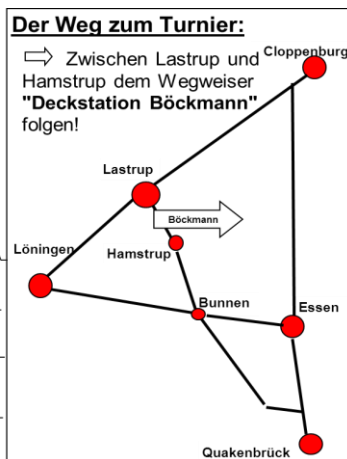 Der Weg zum Turnier:
⇨ Zwischen Lastrup und
Hamstrup dem Wegweiser
"Deckstation Böckmann"
folgen!
Cloppenburg
Lastrup
Böckmann
Löningen
Hamstrup
Bunnen
Essen
Quakenbrück